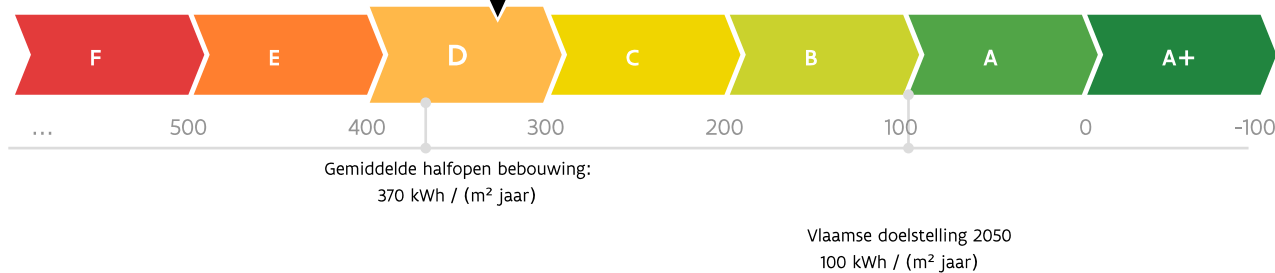 F E D C B A A+
... 500 400 300 200 100 0 -100
Gemiddelde halfopen bebouwing:
370 kWh / (m² jaar)
Vlaamse doelstelling 2050
100 kWh / (m² jaar)